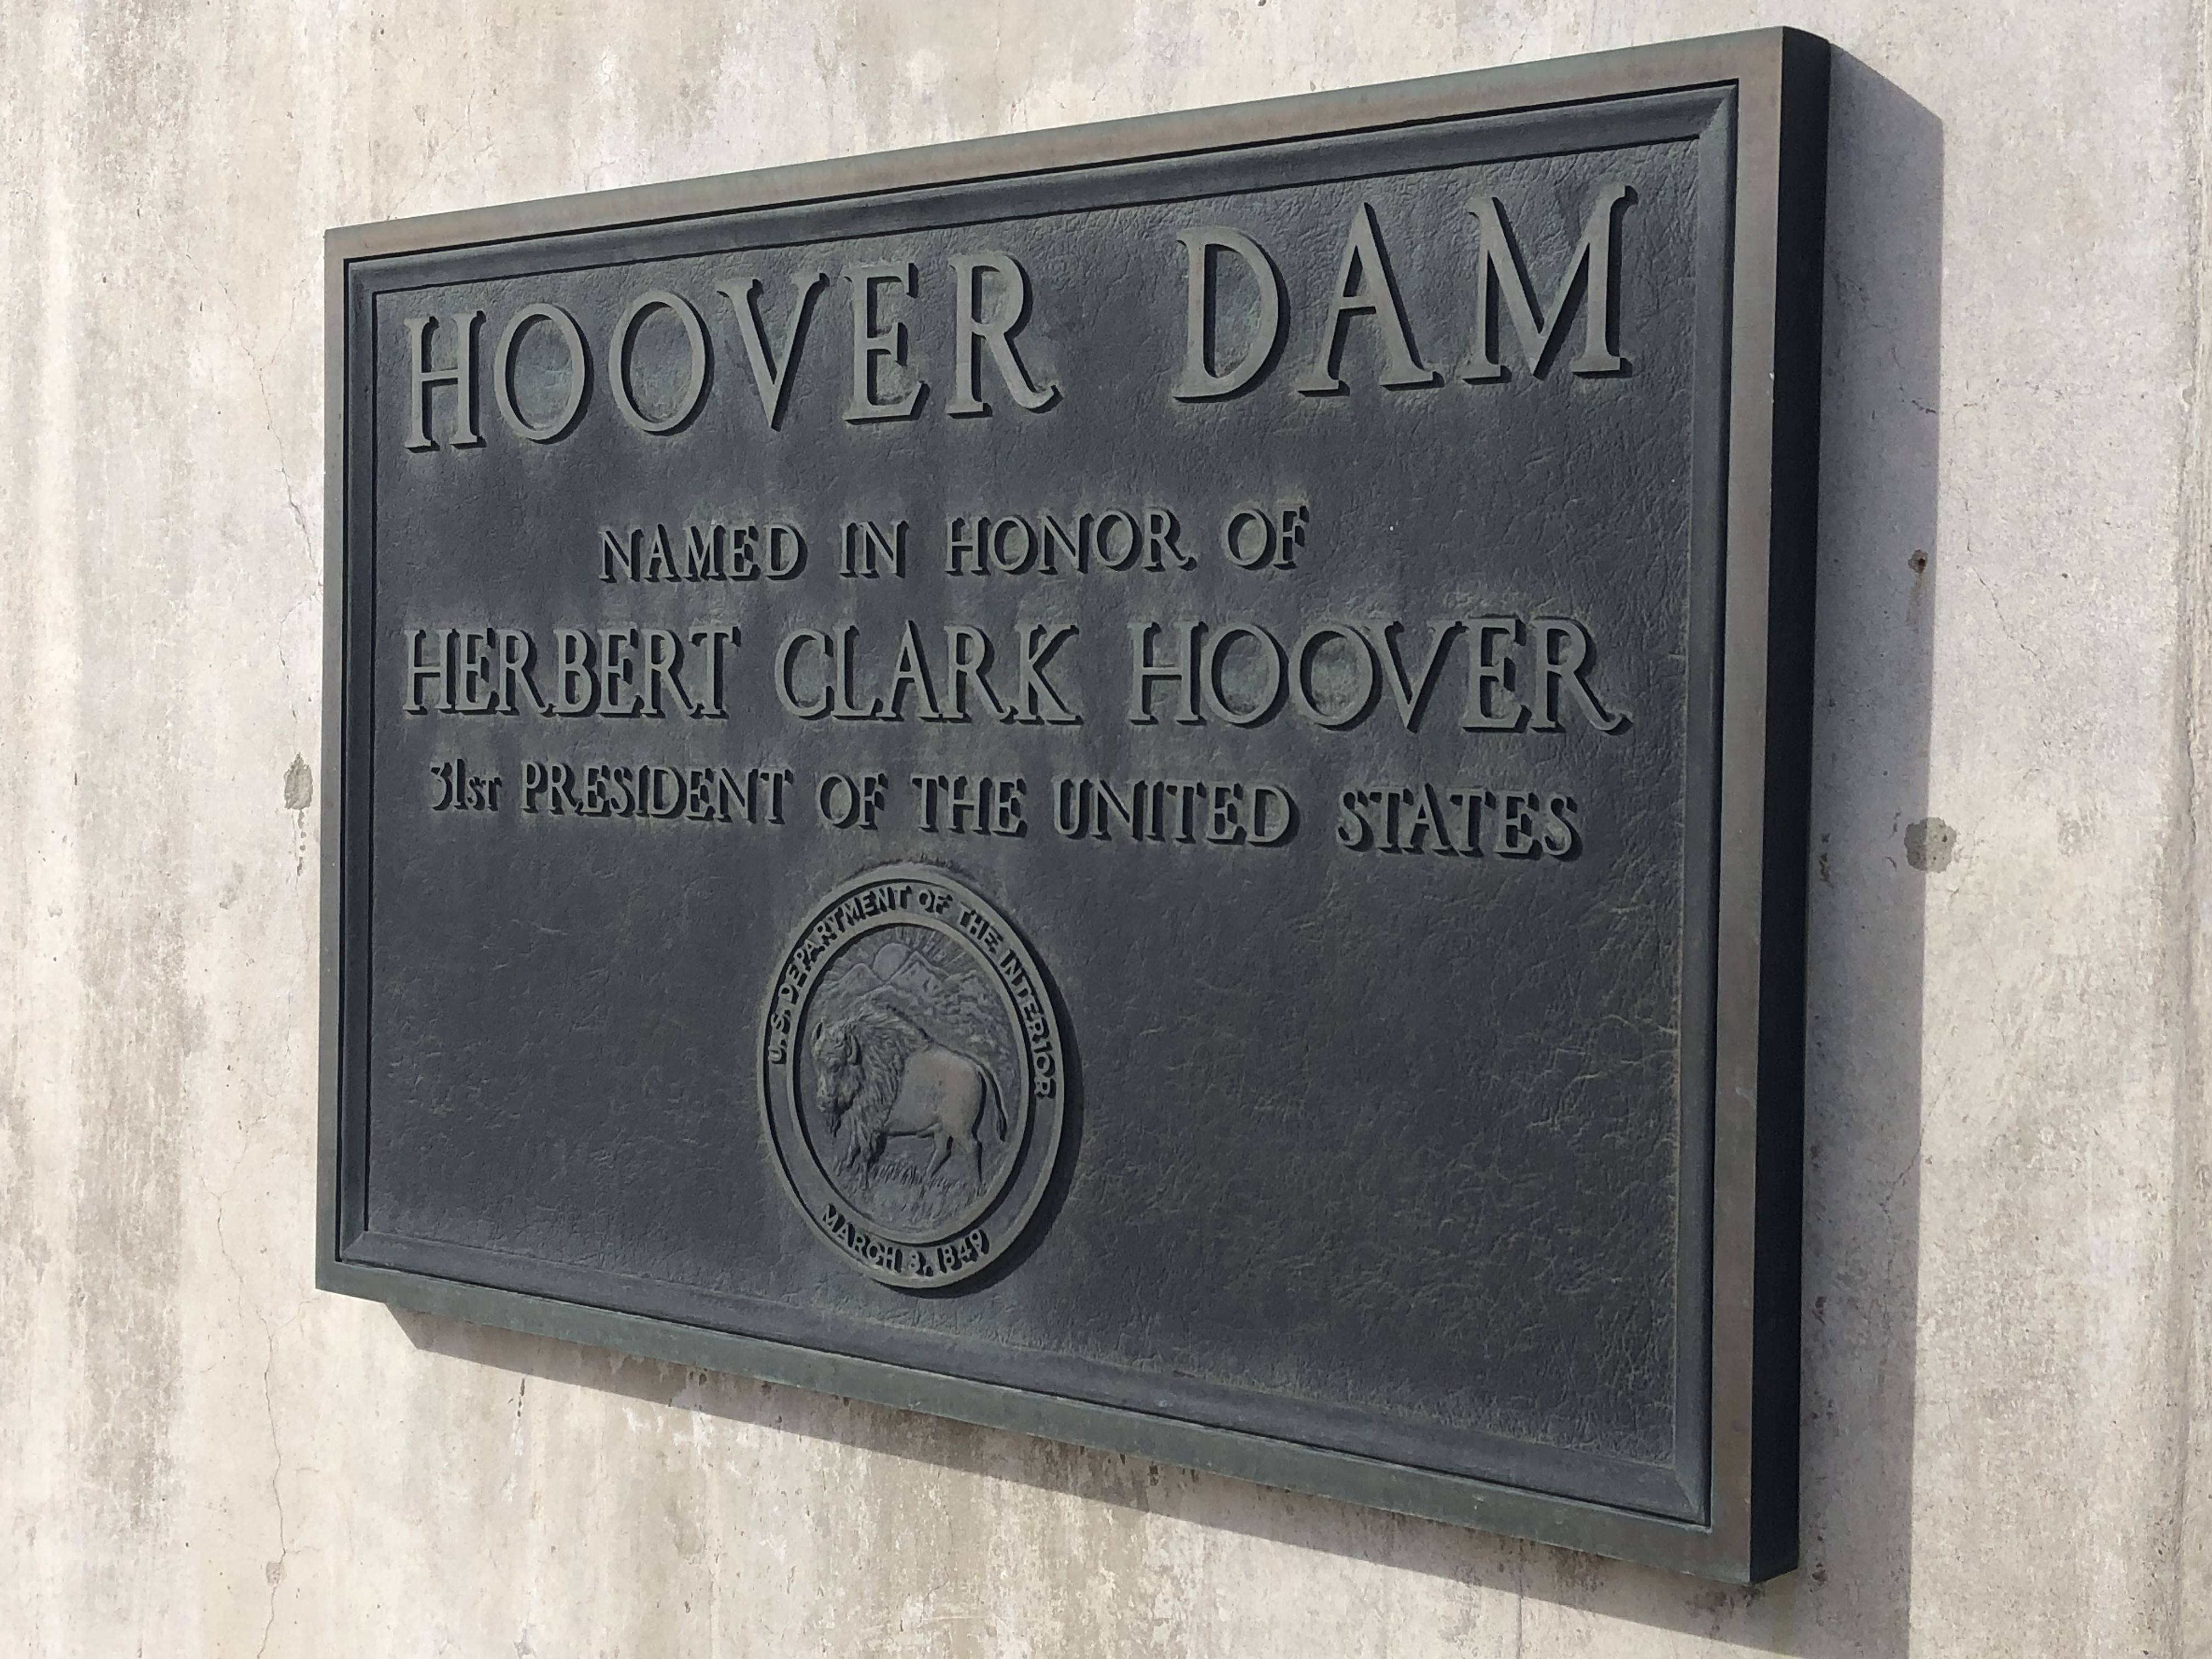 HOOVER DAM
NAMED IN HONOR OF
HERBERT CLARK HOOVER
31st PRESIDENT OF THE UNITED STATES
U.S. DEPARTMENT OF THE INTERIOR
MARCH 3, 1849